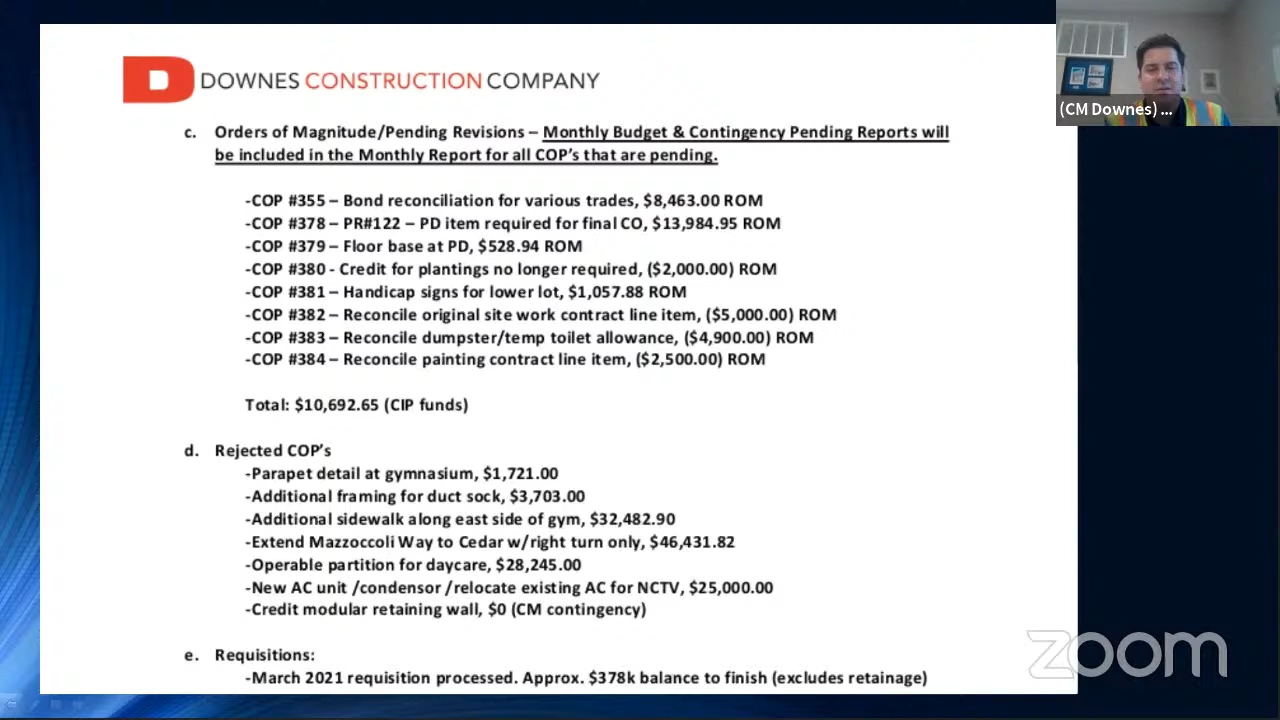 D DOWNES CONSTRUCTION COMPANY
(CM Downes) ...
c. Orders of Magnitude/Pending Revisions – Monthly Budget & Contingency Pending Reports will
be included in the Monthly Report for all COP's that are pending.
-COP #355 – Bond reconciliation for various trades, $8,463.00 ROM
-COP #378 – PR#122 – PD item required for final CO, $13,984.95 ROM
-COP #379 – Floor base at PD, $528.94 ROM
-COP #380 - Credit for plantings no longer required, ($2,000.00) ROM
-COP #381 – Handicap signs for lower lot, $1,057.88 ROM
-COP #382 – Reconcile original site work contract line item, ($5,000.00) ROM
-COP #383 – Reconcile dumpster/temp toilet allowance, ($4,900.00) ROM
-COP #384 – Reconcile painting contract line item, ($2,500.00) ROM
Total: $10,692.65 (CIP funds)
d. Rejected COP's
-Parapet detail at gymnasium, $1,721.00
-Additional framing for duct sock, $3,703.00
-Additional sidewalk along east side of gym, $32,482.90
-Extend Mazzoccoli Way to Cedar w/right turn only, $46,431.82
-Operable partition for daycare, $28,245.00
-New AC unit /condensor /relocate existing AC for NCTV, $25,000.00
-Credit modular retaining wall, $0 (CM contingency)
e. Requisitions:
-March 2021 requisition processed. Approx. $378k balance to finish (excludes retainage)
zoom